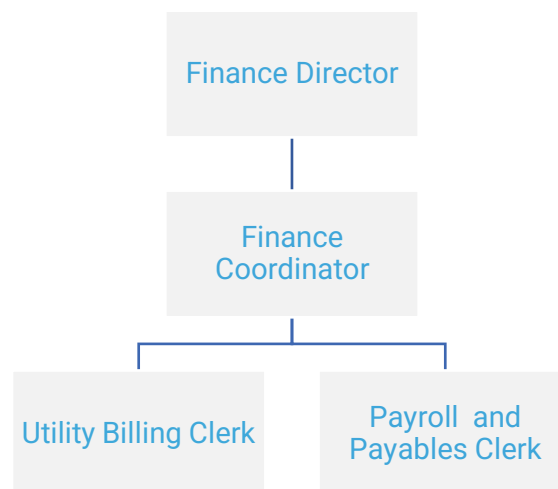 Finance Director
Finance
Coordinator
Utility Billing Clerk
Payroll and
Payables Clerk